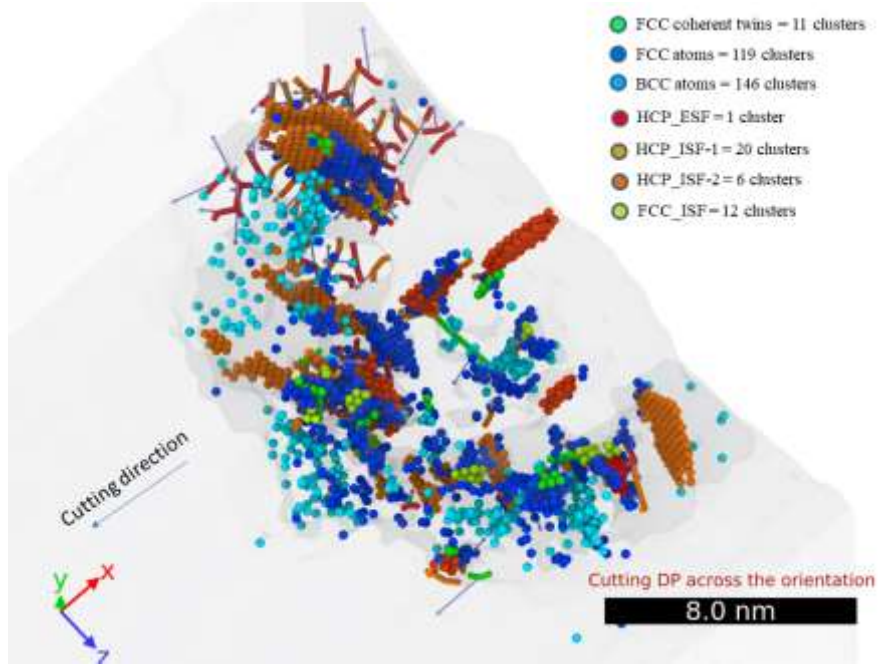 FCC coherent twins = 11 clusters
FCC atoms = 119 clusters
BCC atoms = 146 clusters
HCP_ESF = 1 cluster
HCP_ISF-1 = 20 clusters
HCP_ISF-2 = 6 clusters
FCC_ISF = 12 clusters
Cutting direction
y
x
z
Cutting DP across the orientation
8.0 nm